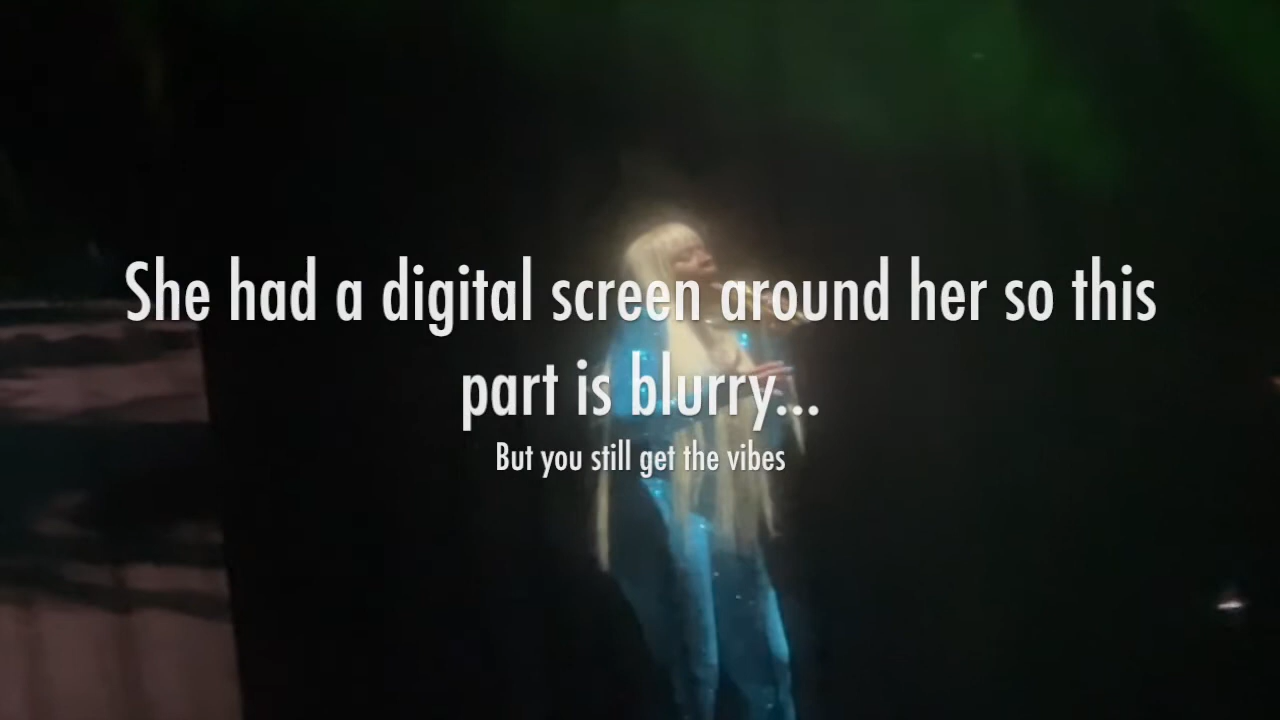 She had a digital screen around her so this
part is blurry...
But you still get the vibes